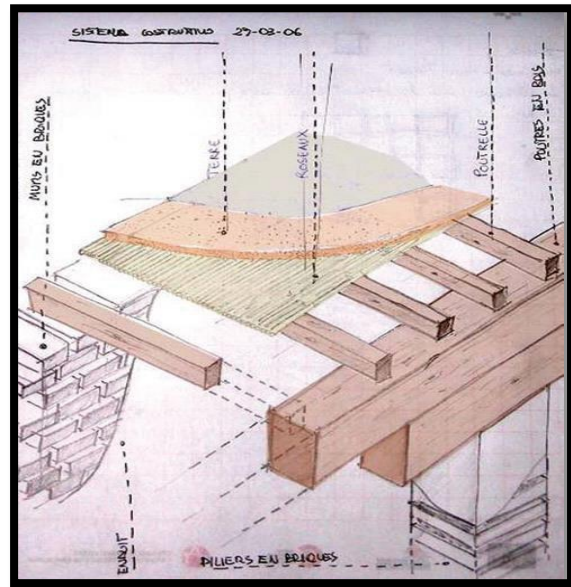 SISTEMA COSTRUTTIVO 29-03-06
MURS EN BRIQUES
TERRE
ROSEAUX
POUTRELLE
POUTRES EN BOIS
ENDUIT
PILIERS EN BRIQUES